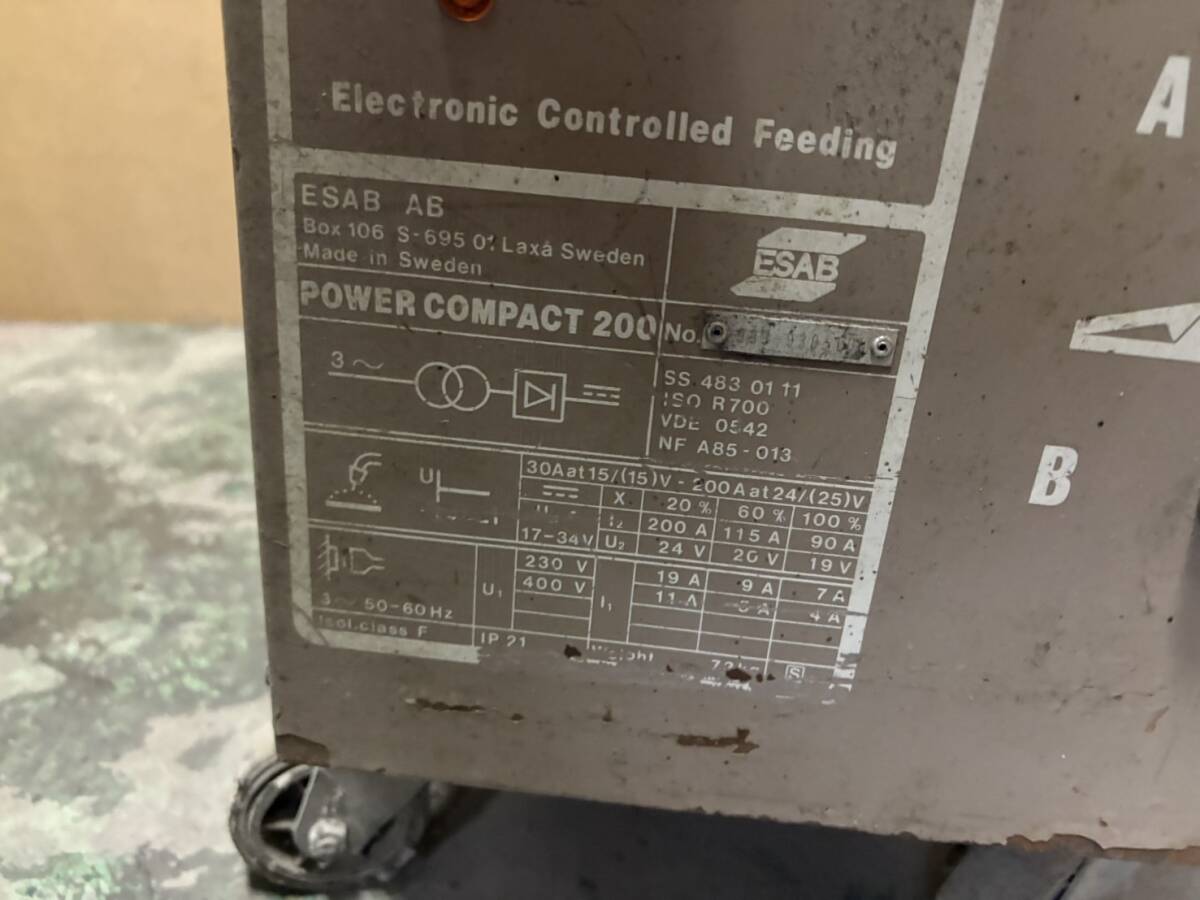 Electronic Controlled Feeding
A
ESAB AB
Box 106 S-695 01 Laxå Sweden
Made in Sweden
ESAB
POWER COMPACT 200
No.
3 ~
SS 483 01 11
ISO R700
VDE 0542
NF A85-013
B
U
30A at 15/(15)V - 200A at 24/(25)V
X 20 % 60 % 100 %
I2 200 A 115 A 90 A
17-34V U2 24 V 20 V 19 V
3 ~ 50-60 Hz
U1 230 V I1 19 A 9 A 7 A
400 V 11 A 4 A
Isol.class F IP 21 Weight S